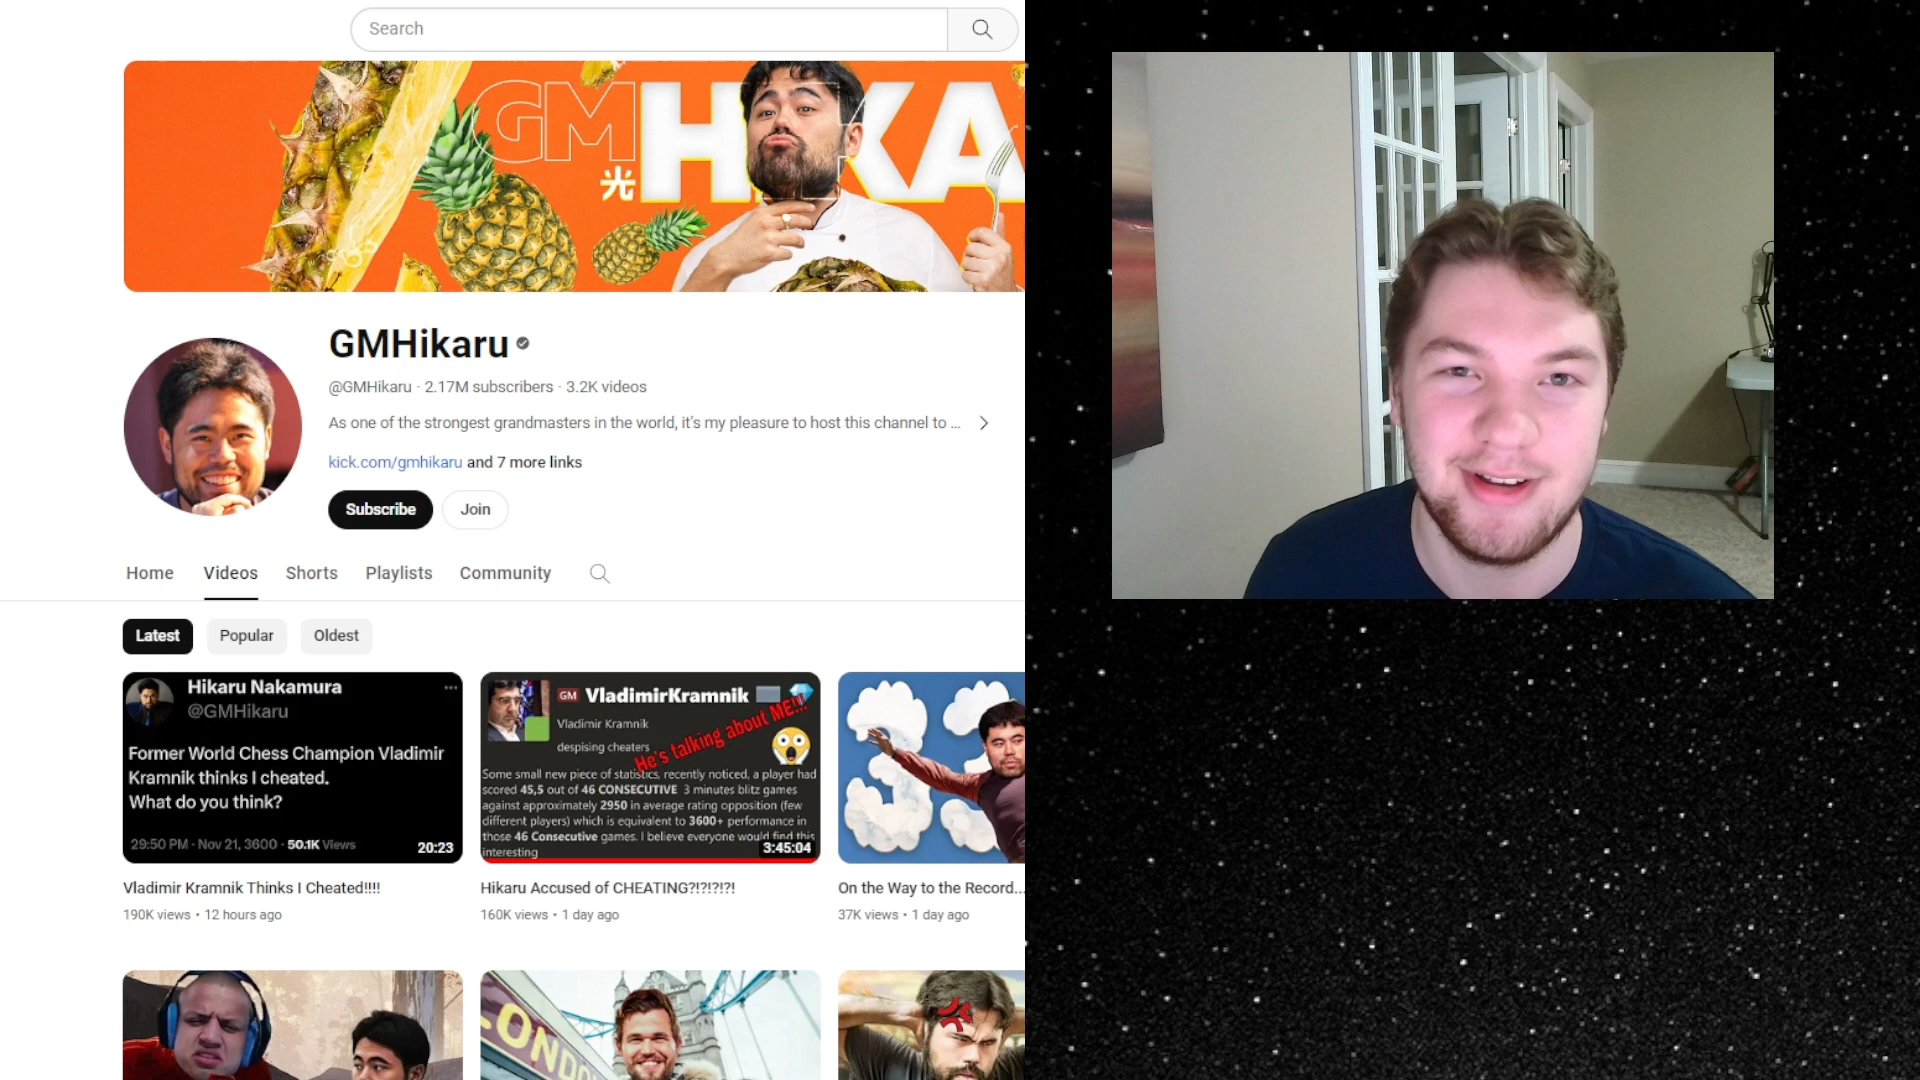 Search
GMHIKA
光
GMHikaru
@GMHikaru · 2.17M subscribers · 3.2K videos
As one of the strongest grandmasters in the world, it's my pleasure to host this channel to ...
kick.com/gmhikaru and 7 more links
Subscribe
Join
Home
Videos
Shorts
Playlists
Community
Latest
Popular
Oldest
Hikaru Nakamura
@GMHikaru
Former World Chess Champion Vladimir
Kramnik thinks I cheated.
What do you think?
29:50 PM · Nov 21, 3600 · 50.1K Views
20:23
GM VladimirKramnik
Vladimir Kramnik
despising cheaters
He's talking about ME!!!
Some small new piece of statistics, recently noticed, a player had
scored 45,5 out of 46 CONSECUTIVE 3 minutes blitz games
against approximately 2950 in average rating opposition (few
different players) which is equivalent to 3600+ performance in
those 46 Consecutive games. I believe everyone would find this
interesting
3:45:04
Vladimir Kramnik Thinks I Cheated!!!!
190K views • 12 hours ago
Hikaru Accused of CHEATING?!?!?!?!
160K views • 1 day ago
On the Way to the Record...
37K views • 1 day ago
LONDO